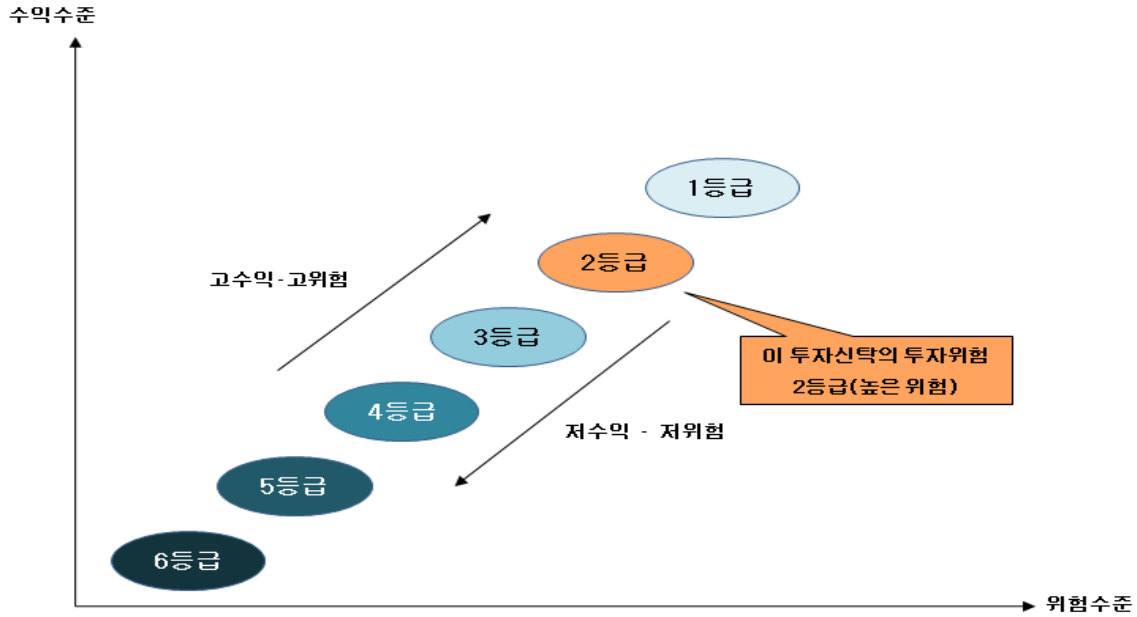 수익수준
1등급
2등급
고수익-고위험
3등급
이 투자신탁의 투자위험
2등급(높은 위험)
4등급
저수익 - 저위험
5등급
6등급
위험수준